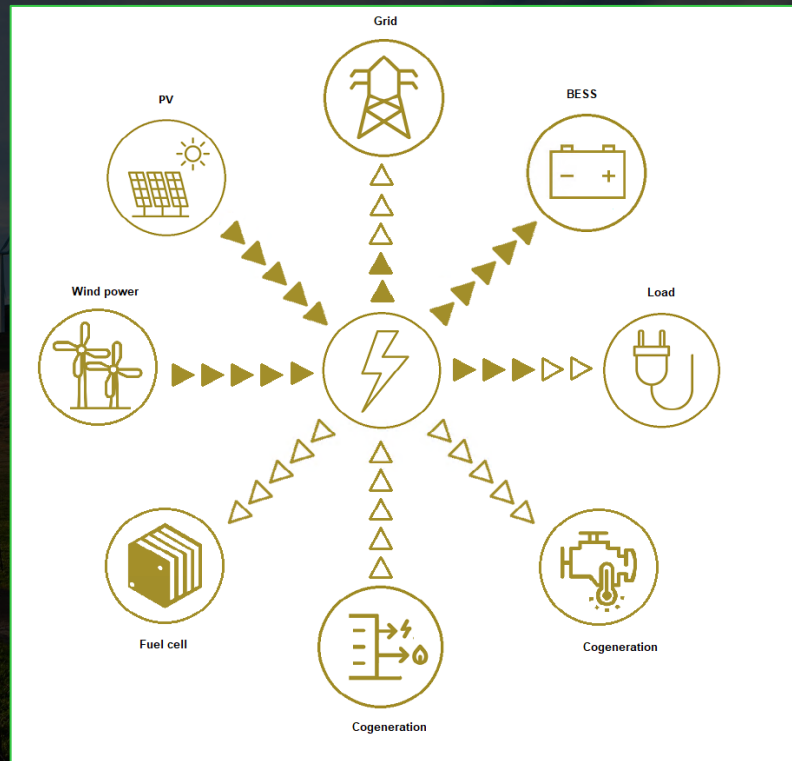 Grid
PV
BESS
Wind power
Load
Fuel cell
Cogeneration
Cogeneration